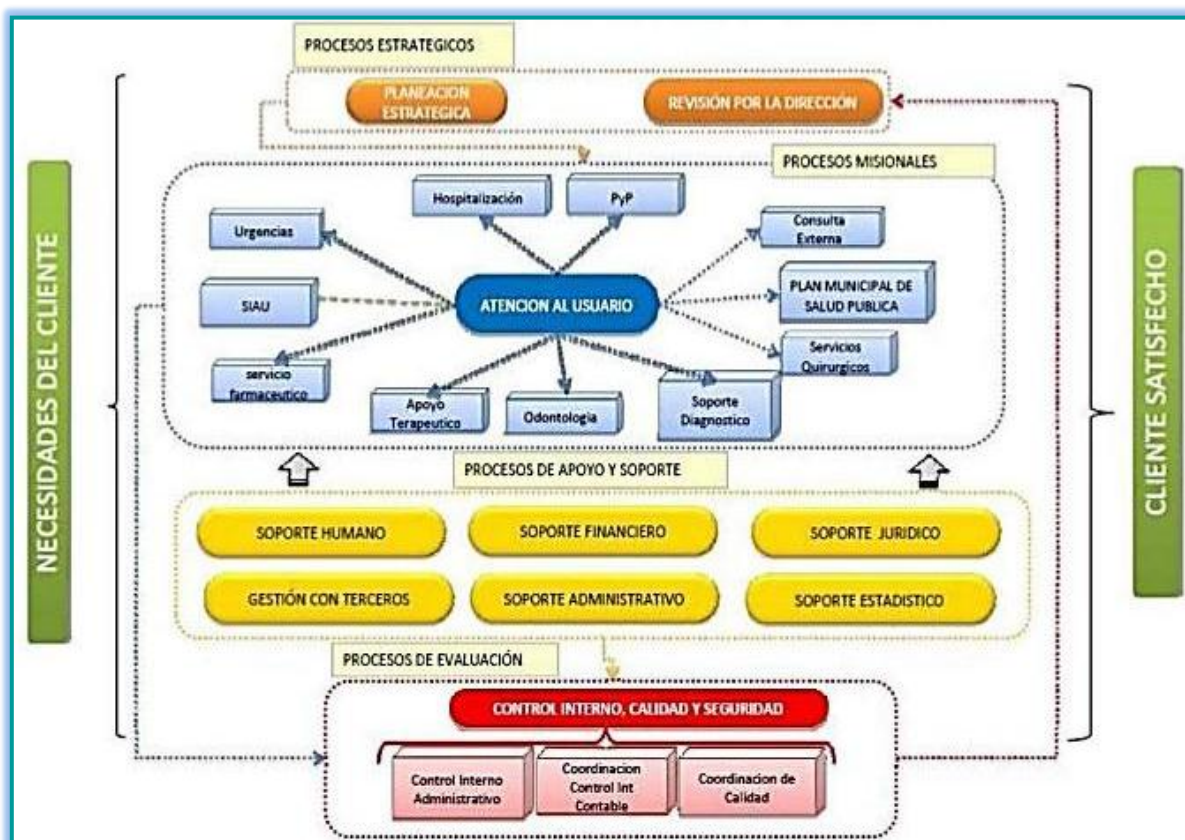 PROCESOS ESTRATEGICOS
PLANEACION
ESTRATEGICA
REVISIÓN POR LA DIRECCIÓN
PROCESOS MISIONALES
Hospitalización
PyP
Urgencias
Consulta
Externa
SIAU
ATENCION AL USUARIO
PLAN MUNICIPAL DE
SALUD PUBLICA
servicio
farmaceutico
Servicios
Quirurgicos
Apoyo
Terapeutico
Odontologia
Soporte
Diagnostico
NECESIDADES DEL CLIENTE
CLIENTE SATISFECHO
PROCESOS DE APOYO Y SOPORTE
SOPORTE HUMANO
SOPORTE FINANCIERO
SOPORTE JURIDICO
GESTIÓN CON TERCEROS
SOPORTE ADMINISTRATIVO
SOPORTE ESTADISTICO
PROCESOS DE EVALUACIÓN
CONTROL INTERNO, CALIDAD Y SEGURIDAD
Control Interno
Administrativo
Coordinacion
Control Int
Contable
Coordinacion de
Calidad